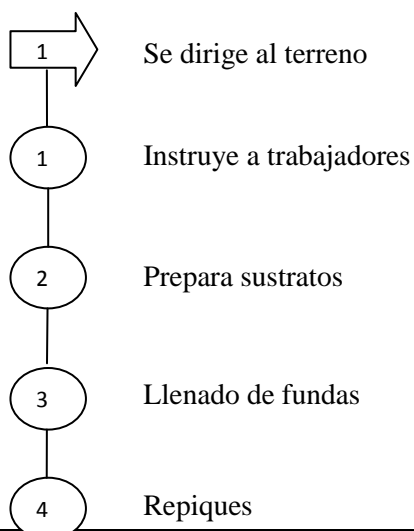 1 Se dirige al terreno
1 Instruye a trabajadores
2 Prepara sustratos
3 Llenado de fundas
4 Repiques